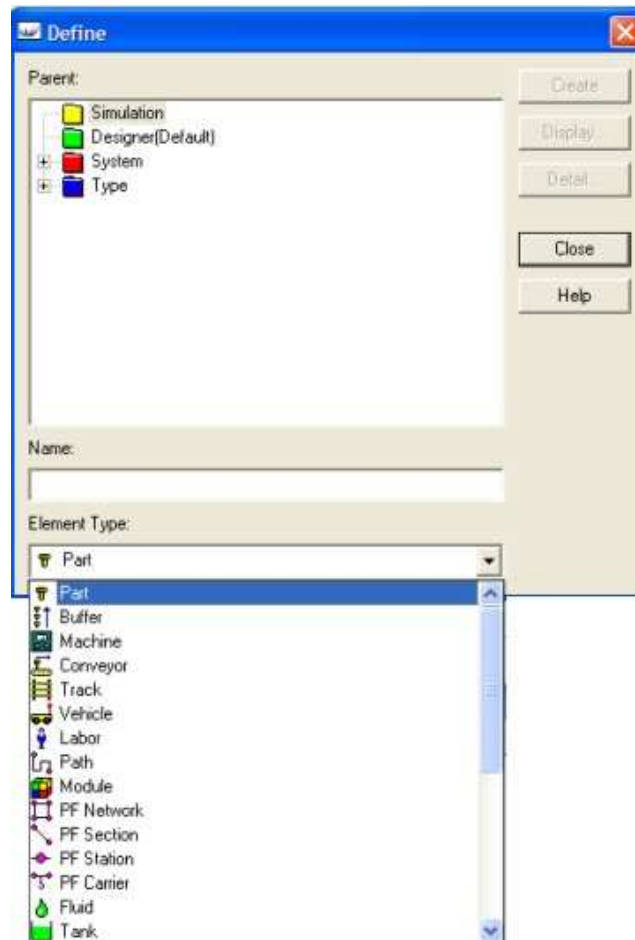 Define
Parent:
Simulation
Designer(Default)
System
Type
Create
Display...
Detail...
Close
Help
Name:
Element Type:
Part
Part
Buffer
Machine
Conveyor
Track
Vehicle
Labor
Path
Module
PF Network
PF Section
PF Station
PF Carrier
Fluid
Tank